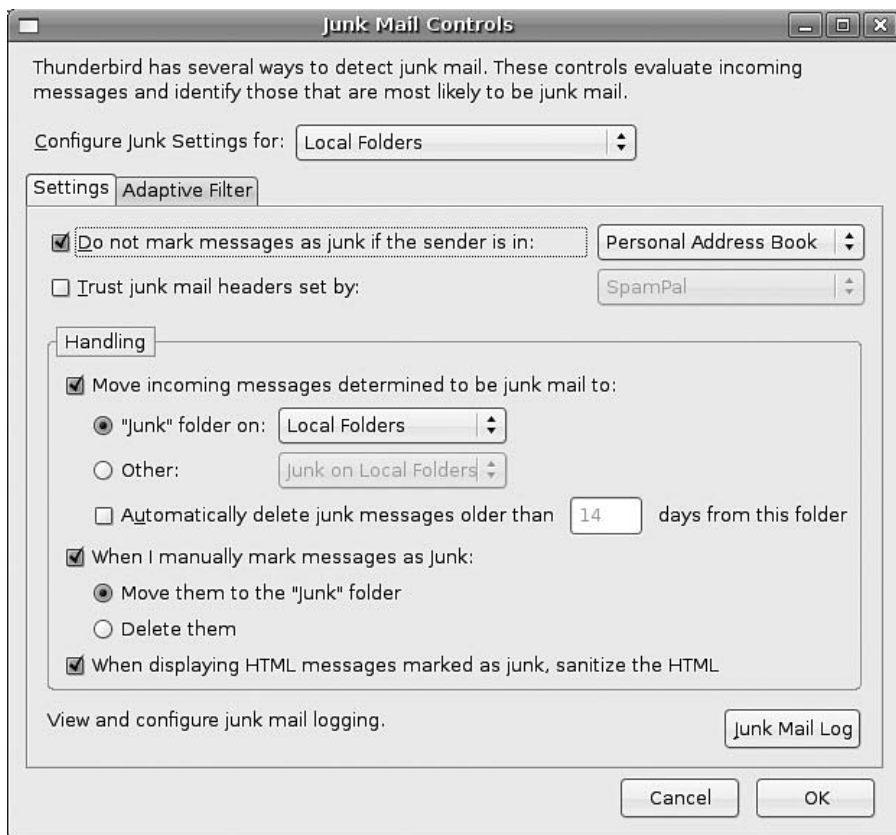 Junk Mail Controls
Thunderbird has several ways to detect junk mail. These controls evaluate incoming
messages and identify those that are most likely to be junk mail.
Configure Junk Settings for: Local Folders
Settings Adaptive Filter
Do not mark messages as junk if the sender is in: Personal Address Book
Trust junk mail headers set by: SpamPal
Handling
Move incoming messages determined to be junk mail to:
"Junk" folder on: Local Folders
Other: Junk on Local Folders
Automatically delete junk messages older than 14 days from this folder
When I manually mark messages as Junk:
Move them to the "Junk" folder
Delete them
When displaying HTML messages marked as junk, sanitize the HTML
View and configure junk mail logging.
Junk Mail Log
Cancel OK